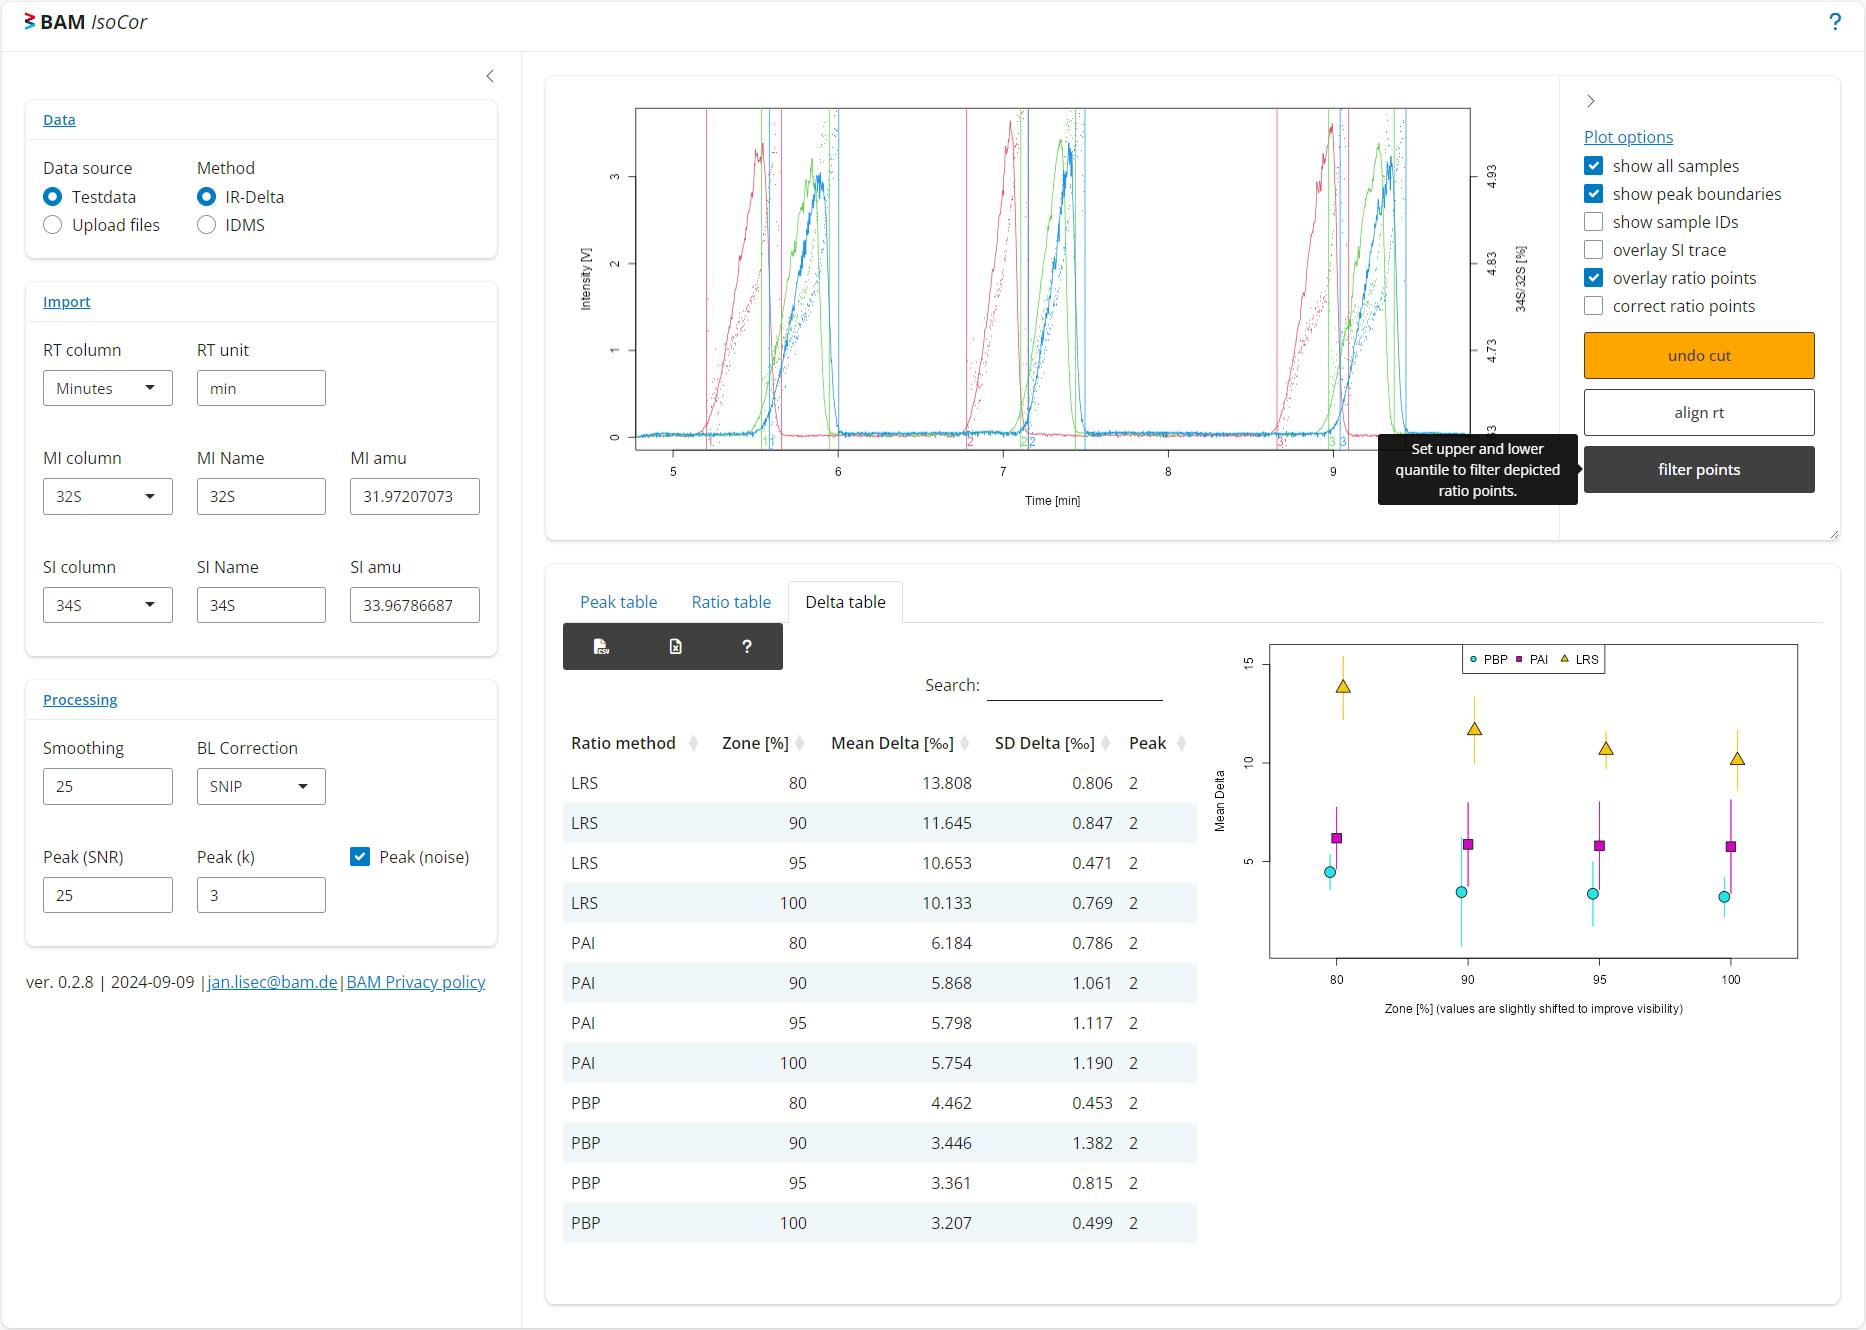 BAM IsoCor
?
Data
Data source
Method
Testdata
IR-Delta
Upload files
IDMS
Import
RT column
RT unit
Minutes
min
MI column
MI Name
MI amu
32S
32S
31.97207073
SI column
SI Name
SI amu
34S
34S
33.96786687
Processing
Smoothing
BL Correction
25
SNIP
Peak (SNR)
Peak (k)
Peak (noise)
25
3
ver. 0.2.8 | 2024-09-09 |jan.lisec@bam.de|BAM Privacy policy
Intensity [V]
0
1
2
3
5
6
7
8
9
Time [min]
34S/32S [%]
4.73
4.83
4.93
1
1
1
2
2
2
3
3
3
Plot options
show all samples
show peak boundaries
show sample IDs
overlay SI trace
overlay ratio points
correct ratio points
undo cut
align rt
filter points
Set upper and lower
quantile to filter depicted
ratio points.
Peak table
Ratio table
Delta table
CSV
?
Search:
Ratio method Zone [%] Mean Delta [‰] SD Delta [‰] Peak
LRS 80 13.808 0.806 2
LRS 90 11.645 0.847 2
LRS 95 10.653 0.471 2
LRS 100 10.133 0.769 2
PAI 80 6.184 0.786 2
PAI 90 5.868 1.061 2
PAI 95 5.798 1.117 2
PAI 100 5.754 1.190 2
PBP 80 4.462 0.453 2
PBP 90 3.446 1.382 2
PBP 95 3.361 0.815 2
PBP 100 3.207 0.499 2
PBP PAI LRS
Mean Delta
5
10
15
80
90
95
100
Zone [%] (values are slightly shifted to improve visibility)